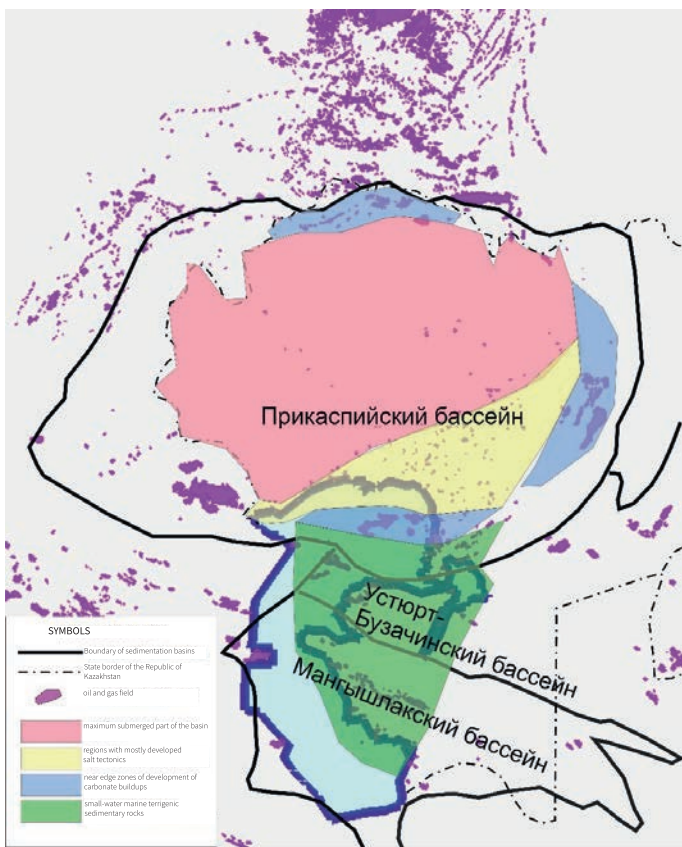 Прикаспийский бассейн
Устюрт-
Бузачинский бассейн
Мангышлакский бассейн
SYMBOLS
Boundary of sedimentation basins
State border of the Republic of
Kazakhstan
oil and gas field
maximum submerged part of the basin
regions with mostly developed
salt tectonics
near edge zones of development of
carbonate buildups
small-water marine terrigenic
sedimentary rocks